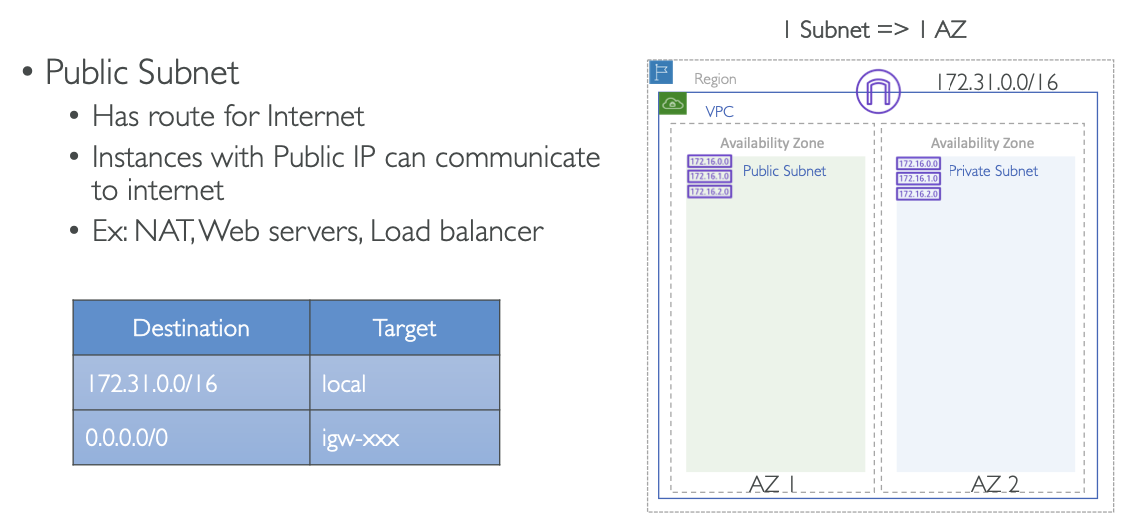 1 Subnet => 1 AZ
• Public Subnet
• Has route for Internet
• Instances with Public IP can communicate
to internet
• Ex: NAT, Web servers, Load balancer
Destination Target
172.31.0.0/16 local
0.0.0.0/0 igw-xxx
Region
172.31.0.0/16
VPC
Availability Zone
172.16.0.0
172.16.1.0
172.16.2.0
Public Subnet
AZ 1
Availability Zone
172.16.0.0
172.16.1.0
172.16.2.0
Private Subnet
AZ 2